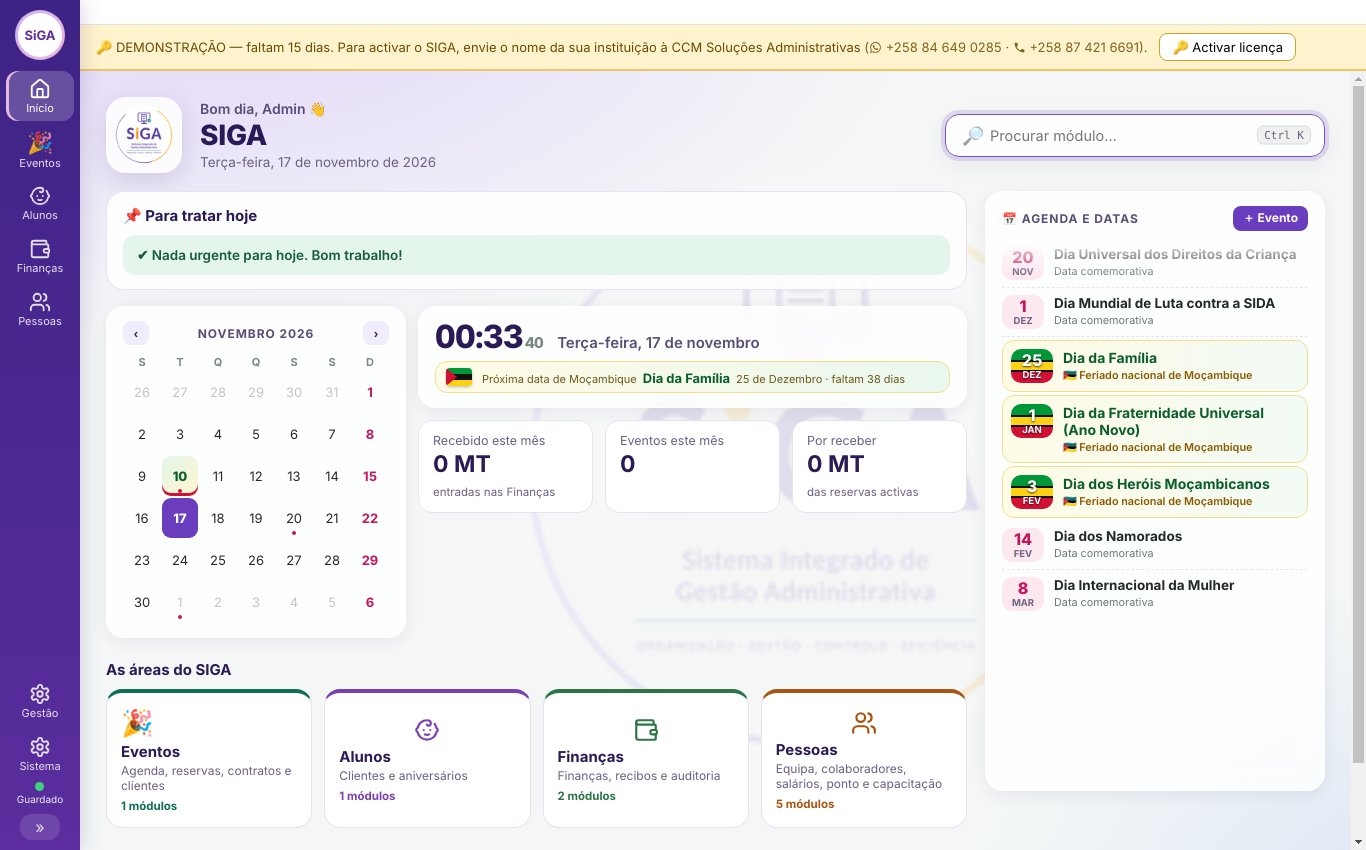 SiGA
🔑 DEMONSTRAÇÃO — faltam 15 dias. Para activar o SIGA, envie o nome da sua instituição à CCM Soluções Administrativas (+258 84 649 0285 · +258 87 421 6691).
🔑 Activar licença
Início
Eventos
Alunos
Finanças
Pessoas
Gestão
Sistema
Guardado
»
SIGA
Bom dia, Admin 👋
SIGA
Terça-feira, 17 de novembro de 2026
🔎 Procurar módulo...
Ctrl K
📌 Para tratar hoje
✔ Nada urgente para hoje. Bom trabalho!
‹ NOVEMBRO 2026 ›
S T Q Q S S D
26 27 28 29 30 31 1
2 3 4 5 6 7 8
9 10 11 12 13 14 15
16 17 18 19 20 21 22
23 24 25 26 27 28 29
30 1 2 3 4 5 6
00:33 40 Terça-feira, 17 de novembro
Próxima data de Moçambique Dia da Família 25 de Dezembro · faltam 38 dias
Recebido este mês
0 MT
entradas nas Finanças
Eventos este mês
0
Por receber
0 MT
das reservas activas
Sistema Integrado de
Gestão Administrativa
ORGANIZAÇÃO · GESTÃO · CONTROLO · EFICIÊNCIA
📅 AGENDA E DATAS
+ Evento
20 NOV
Dia Universal dos Direitos da Criança
Data comemorativa
1 DEZ
Dia Mundial de Luta contra a SIDA
Data comemorativa
25 DEZ
Dia da Família
🇲🇿 Feriado nacional de Moçambique
1 JAN
Dia da Fraternidade Universal
(Ano Novo)
🇲🇿 Feriado nacional de Moçambique
3 FEV
Dia dos Heróis Moçambicanos
🇲🇿 Feriado nacional de Moçambique
14 FEV
Dia dos Namorados
Data comemorativa
8 MAR
Dia Internacional da Mulher
Data comemorativa
As áreas do SIGA
Eventos
Agenda, reservas, contratos e
clientes
1 módulos
Alunos
Clientes e aniversários
1 módulos
Finanças
Finanças, recibos e auditoria
2 módulos
Pessoas
Equipa, colaboradores,
salários, ponto e capacitação
5 módulos